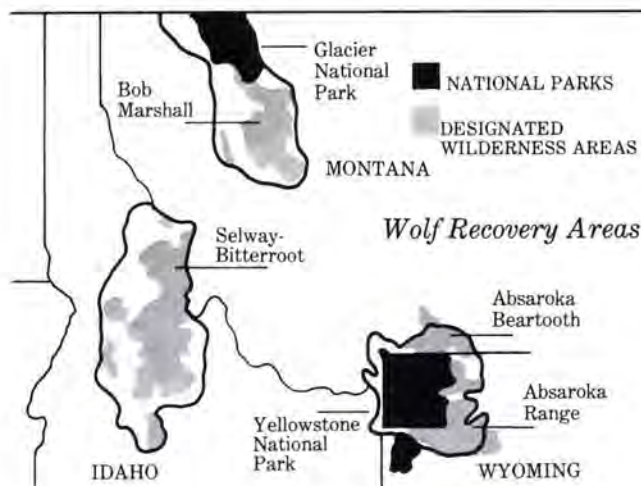 Glacier
National
Park
Bob
Marshall
NATIONAL PARKS
DESIGNATED
WILDERNESS AREAS
MONTANA
Wolf Recovery Areas
Selway-
Bitterroot
Absaroka
Beartooth
Absaroka
Range
Yellowstone
National
Park
IDAHO
WYOMING